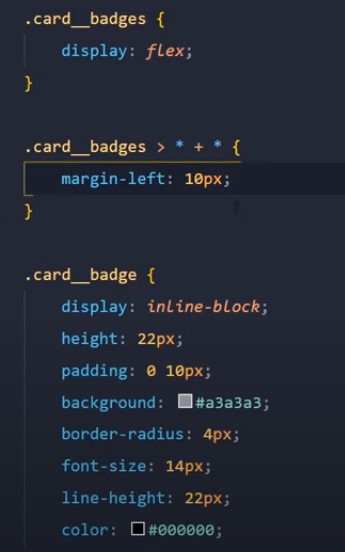 .card__badges {
display: flex;
}
.card__badges > * + * {
margin-left: 10px;
}
.card__badge {
display: inline-block;
height: 22px;
padding: 0 10px;
background: #a3a3a3;
border-radius: 4px;
font-size: 14px;
line-height: 22px;
color: #000000;